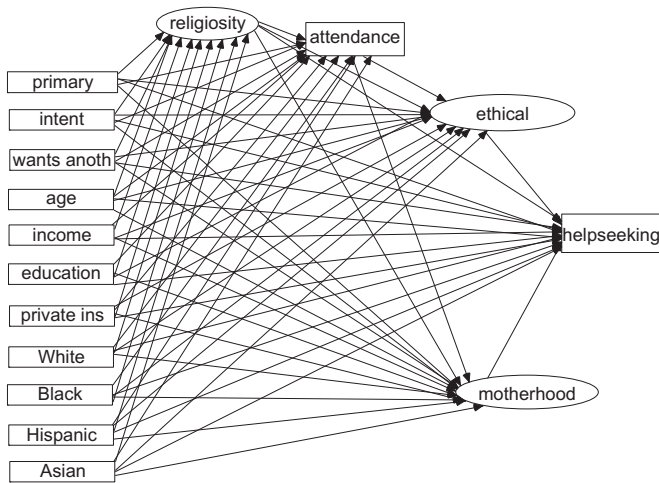 religiosity
attendance
primary
ethical
intent
wants anoth
age
income
helpseeking
education
private ins
White
Black
motherhood
Hispanic
Asian